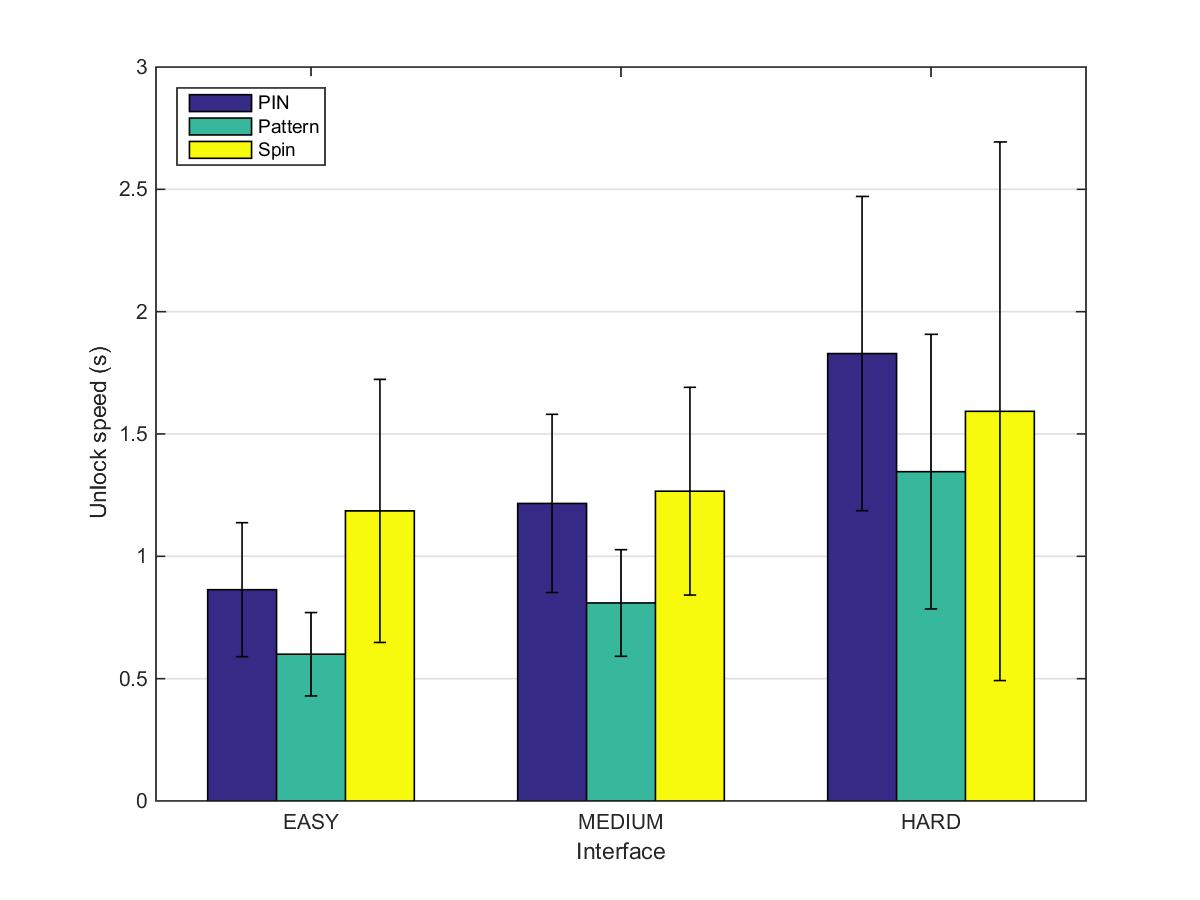 3
2.5
2
1.5
1
0.5
0
PIN
Pattern
Spin
Unlock speed (s)
EASY MEDIUM HARD
Interface